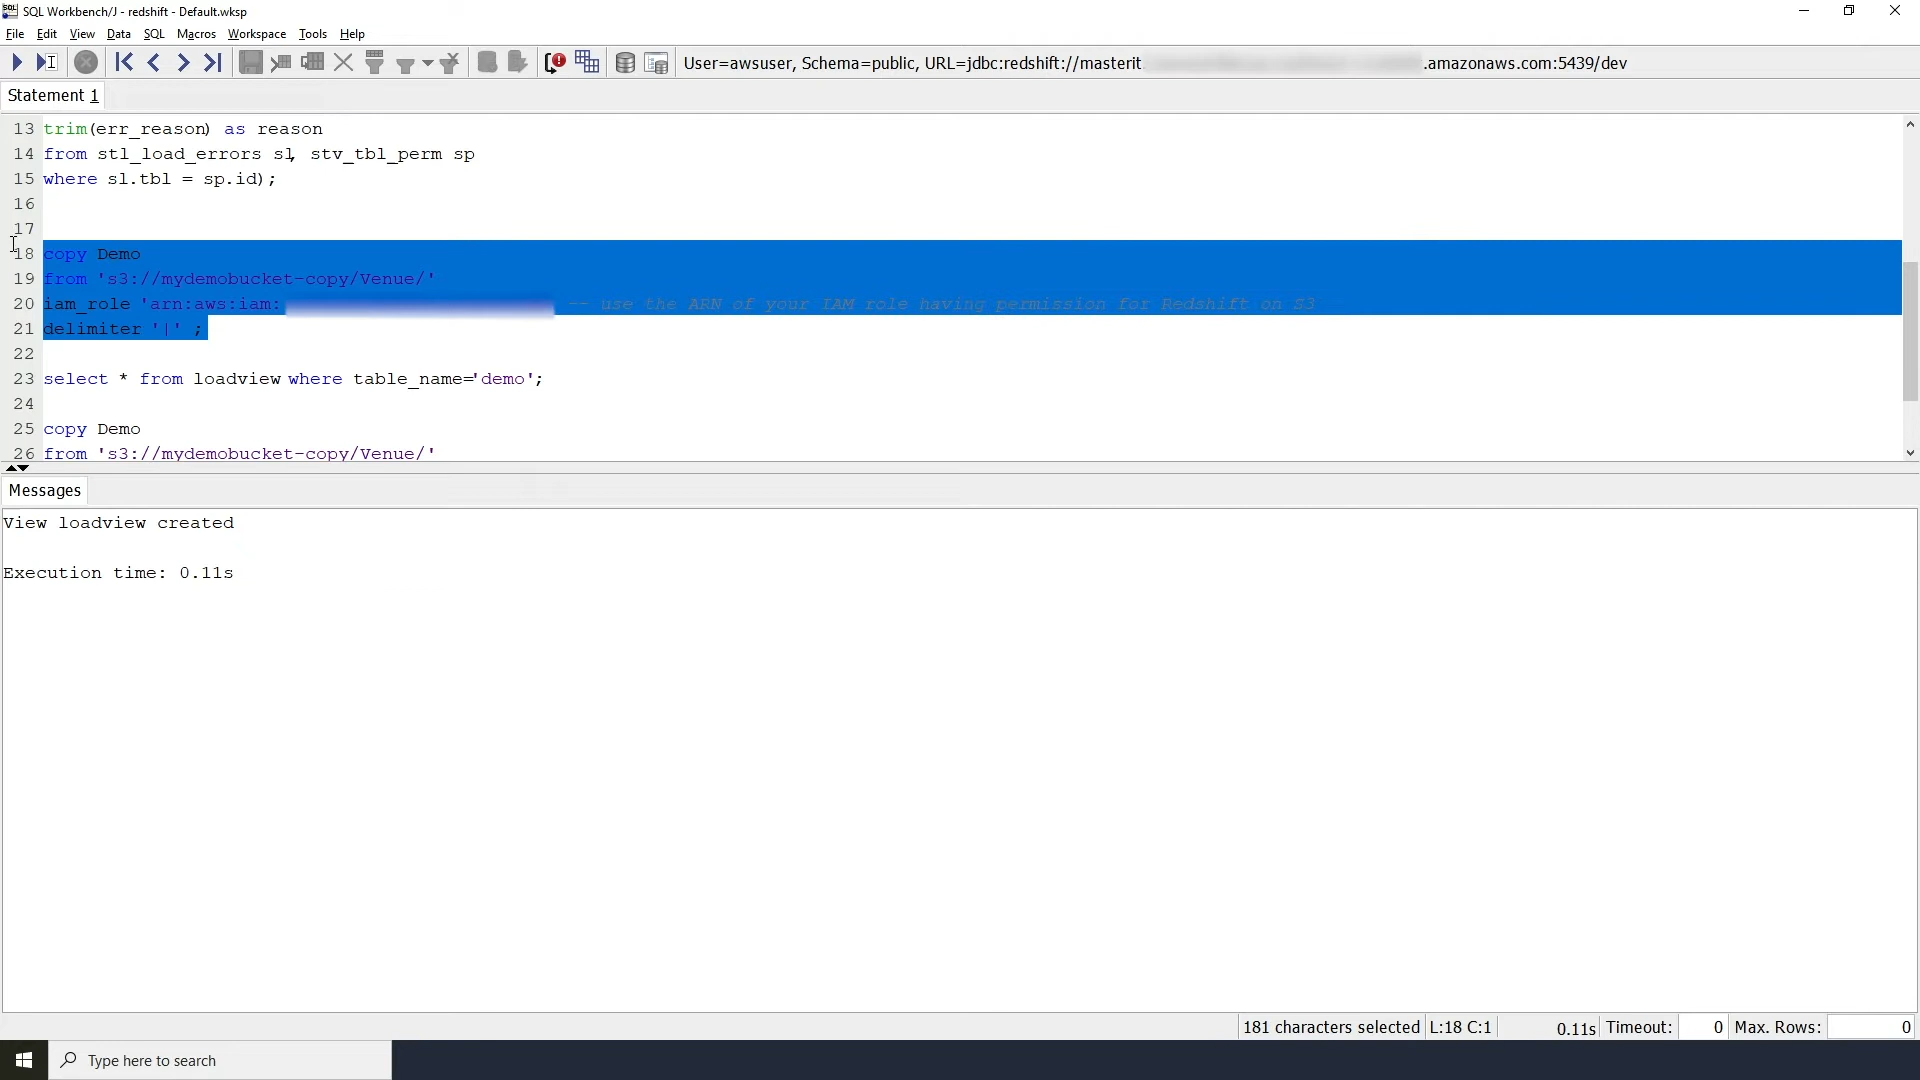 SQL Workbench/J - redshift - Default.wksp
File Edit View Data SQL Macros Workspace Tools Help
User=awsuser, Schema=public, URL=jdbc:redshift://masterit .amazonaws.com:5439/dev
Statement 1
13 trim(err_reason) as reason
14 from stl_load_errors sl, stv_tbl_perm sp
15 where sl.tbl = sp.id);
16
17
18 copy Demo
19 from 's3://mydemobucket-copy/Venue/'
20 iam_role 'arn:aws:iam: -- use the ARN of your IAM role having permission for Redshift on S3
21 delimiter '|' ;
22
23 select * from loadview where table_name='demo';
24
25 copy Demo
26 from 's3://mydemobucket-copy/Venue/'
Messages
View loadview created
Execution time: 0.11s
181 characters selected L:18 C:1 0.11s Timeout: 0 Max. Rows: 0
Type here to search